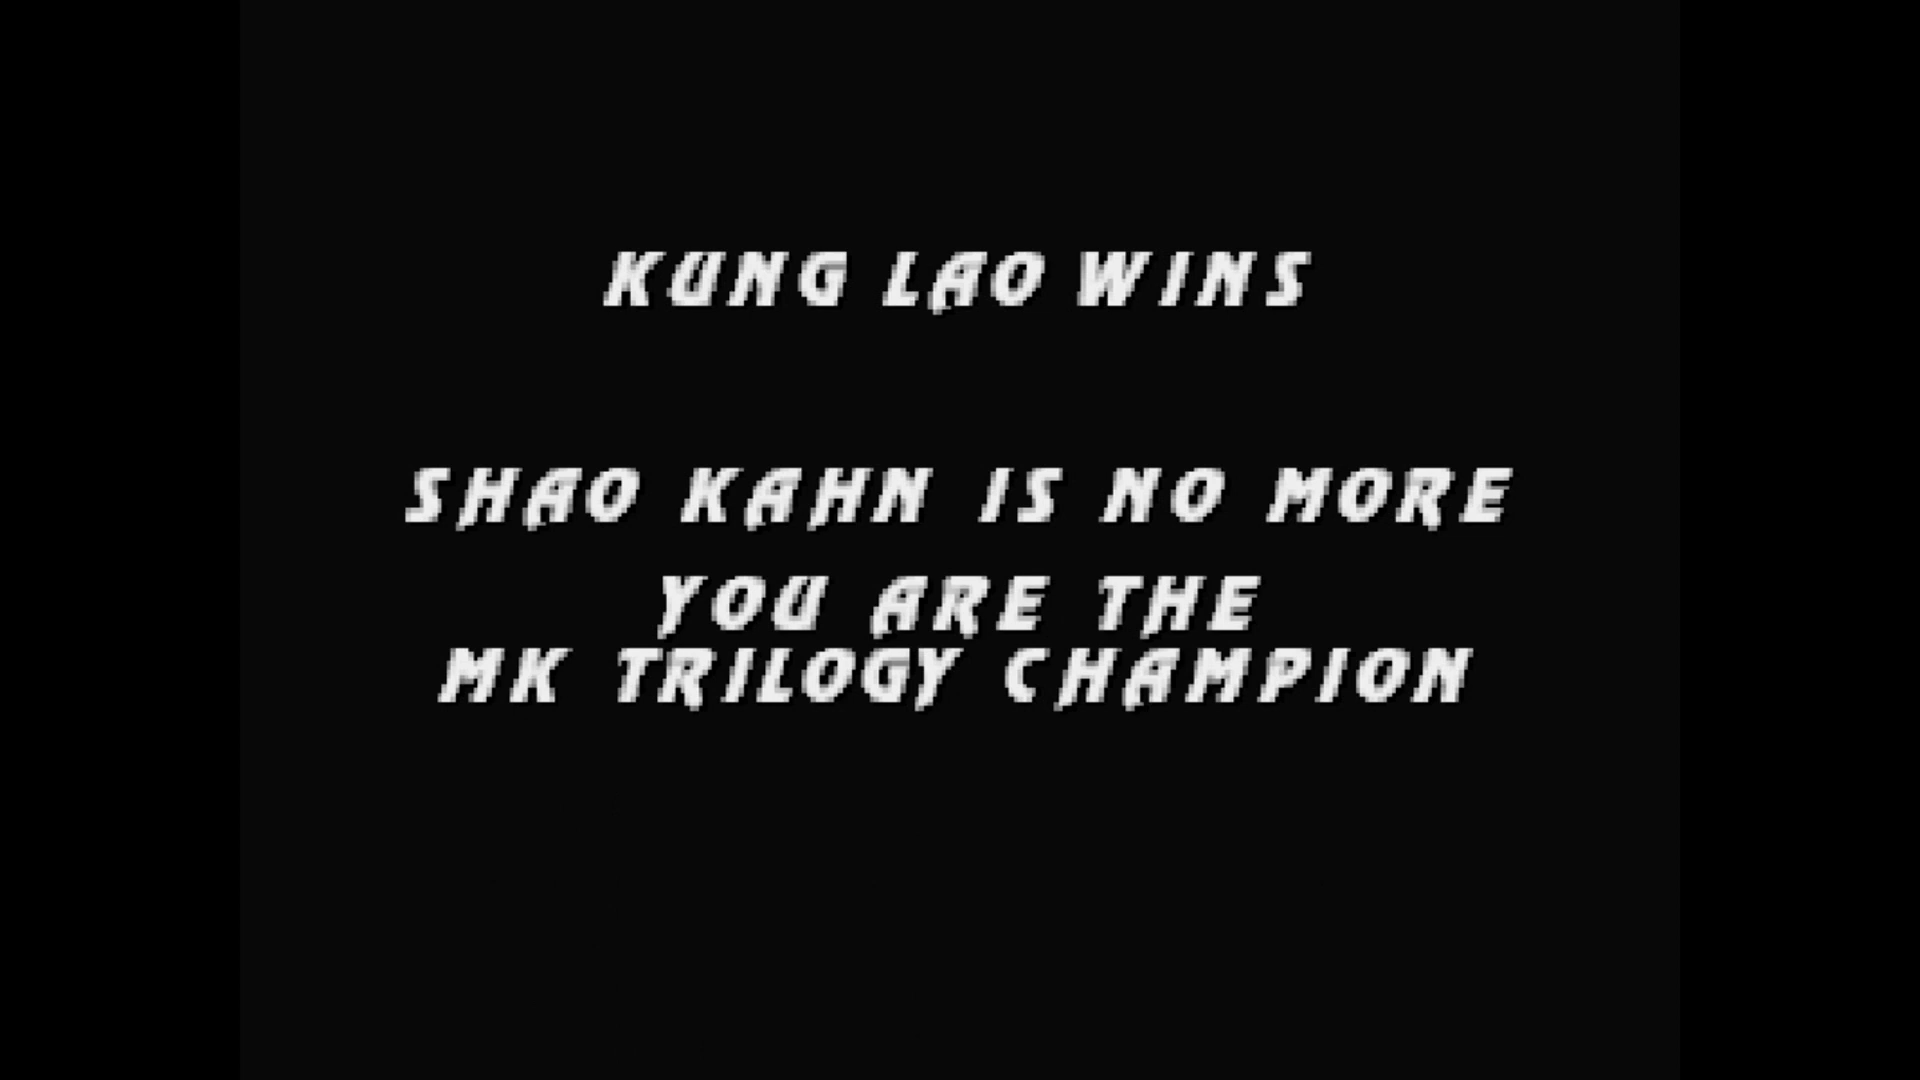 KUNG LAO WINS
SHAO KAHN IS NO MORE
YOU ARE THE
MK TRILOGY CHAMPION